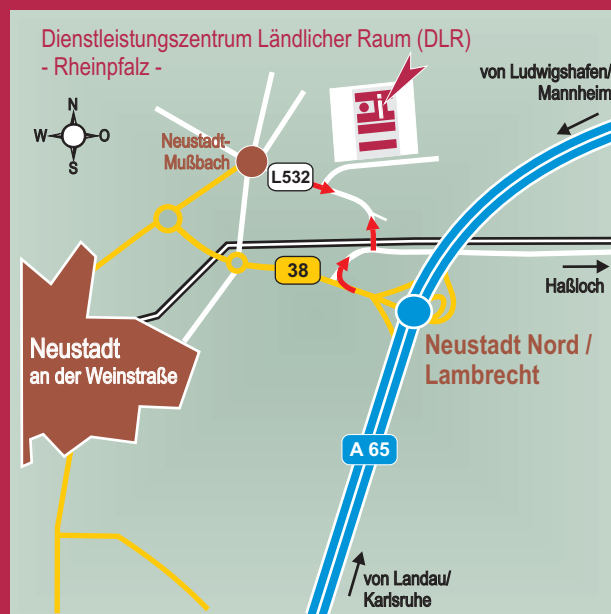 Dienstleistungszentrum Ländlicher Raum (DLR)
- Rheinpfalz -
von Ludwigshafen/
Mannheim
N
W
O
S
Neustadt-
Mußbach
i
L532
38
Haßloch
Neustadt
an der Weinstraße
Neustadt Nord /
Lambrecht
A 65
von Landau/
Karlsruhe